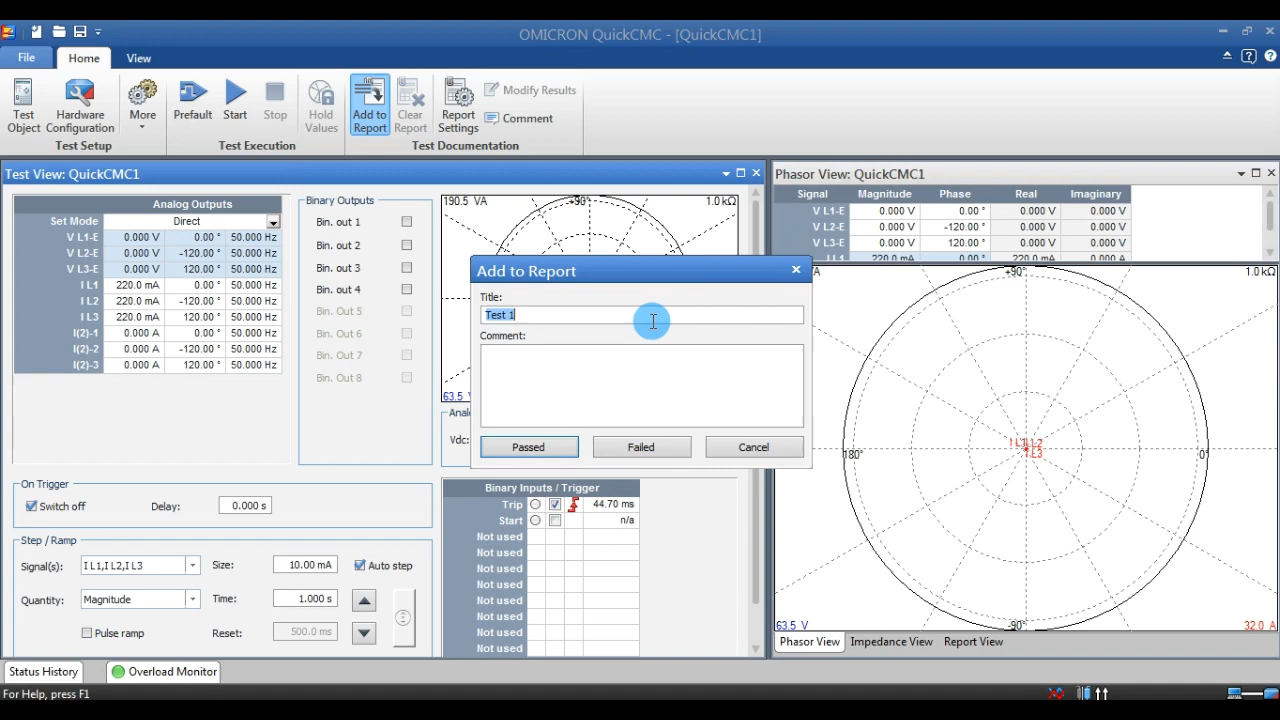 OMICRON QuickCMC - [QuickCMC1]
File Home View
Test Object
Hardware Configuration
More
Prefault
Start
Stop
Hold Values
Add to Report
Clear Report
Report Settings
Modify Results
Comment
Test Setup
Test Execution
Test Documentation
Test View: QuickCMC1
Analog Outputs
Set Mode Direct
V L1-E 0.000 V 0.00 ° 50.000 Hz
V L2-E 0.000 V -120.00 ° 50.000 Hz
V L3-E 0.000 V 120.00 ° 50.000 Hz
I L1 220.0 mA 0.00 ° 50.000 Hz
I L2 220.0 mA -120.00 ° 50.000 Hz
I L3 220.0 mA 120.00 ° 50.000 Hz
I(2)-1 0.000 A 0.00 ° 50.000 Hz
I(2)-2 0.000 A -120.00 ° 50.000 Hz
I(2)-3 0.000 A 120.00 ° 50.000 Hz
Binary Outputs
Bin. out 1
Bin. out 2
Bin. out 3
Bin. out 4
Bin. Out 5
Bin. Out 6
Bin. Out 7
Bin. Out 8
190.5 VA +90° 1.0 kΩ
63.5 V
Vdc:
Add to Report
Title:
Test 1
Comment:
Passed Failed Cancel
On Trigger
Switch off Delay: 0.000 s
Step / Ramp
Signal(s): I L1,I L2,I L3 Size: 10.00 mA Auto step
Quantity: Magnitude Time: 1.000 s
Pulse ramp Reset: 500.0 ms
Binary Inputs / Trigger
Trip 44.70 ms
Start n/a
Not used
Not used
Not used
Not used
Not used
Not used
Not used
Not used
Phasor View: QuickCMC1
Signal Magnitude Phase Real Imaginary
V L1-E 0.000 V 0.00 ° 0.000 V 0.000 V
V L2-E 0.000 V -120.00 ° 0.000 V 0.000 V
V L3-E 0.000 V 120.00 ° 0.000 V 0.000 V
I L1 220.0 mA 0.00 ° 220.0 mA 0.000 A
+90° 1.0 kΩ
180° I L1 I L2 0°
I L3
63.5 V -90° 32.0 A
Phasor View Impedance View Report View
Status History Overload Monitor
For Help, press F1